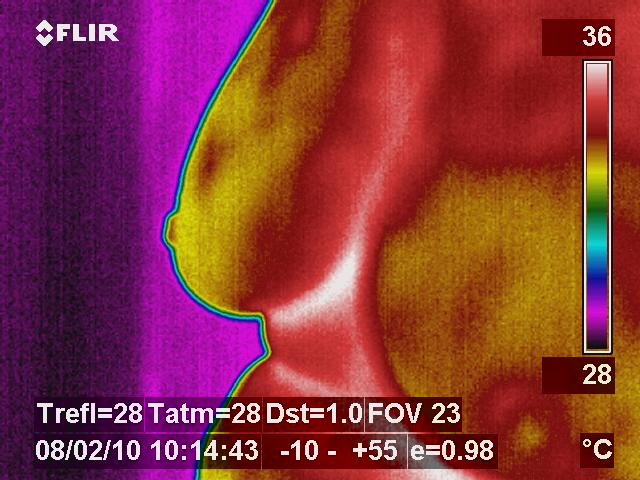 FLIR
36
28
Trefl=28 Tatm=28 Dst=1.0 FOV 23
08/02/10 10:14:43 -10 - +55 e=0.98 °C